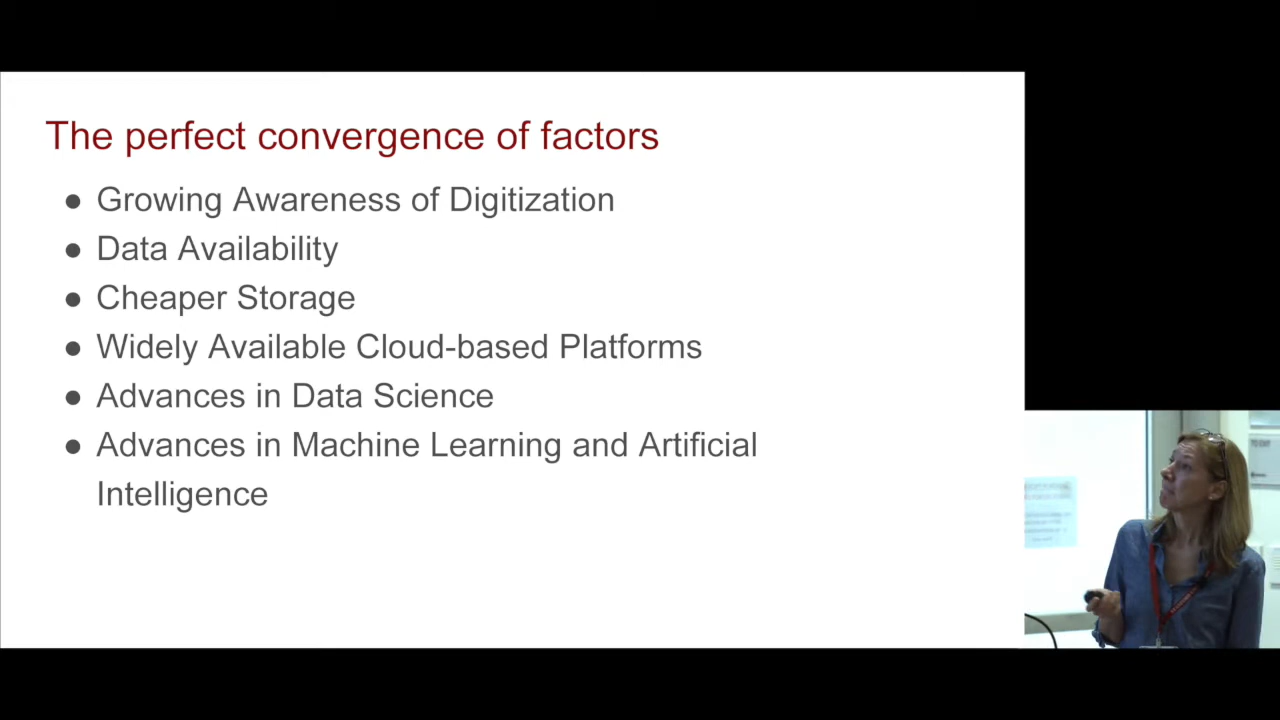 The perfect convergence of factors
● Growing Awareness of Digitization
● Data Availability
● Cheaper Storage
● Widely Available Cloud-based Platforms
● Advances in Data Science
● Advances in Machine Learning and Artificial
Intelligence